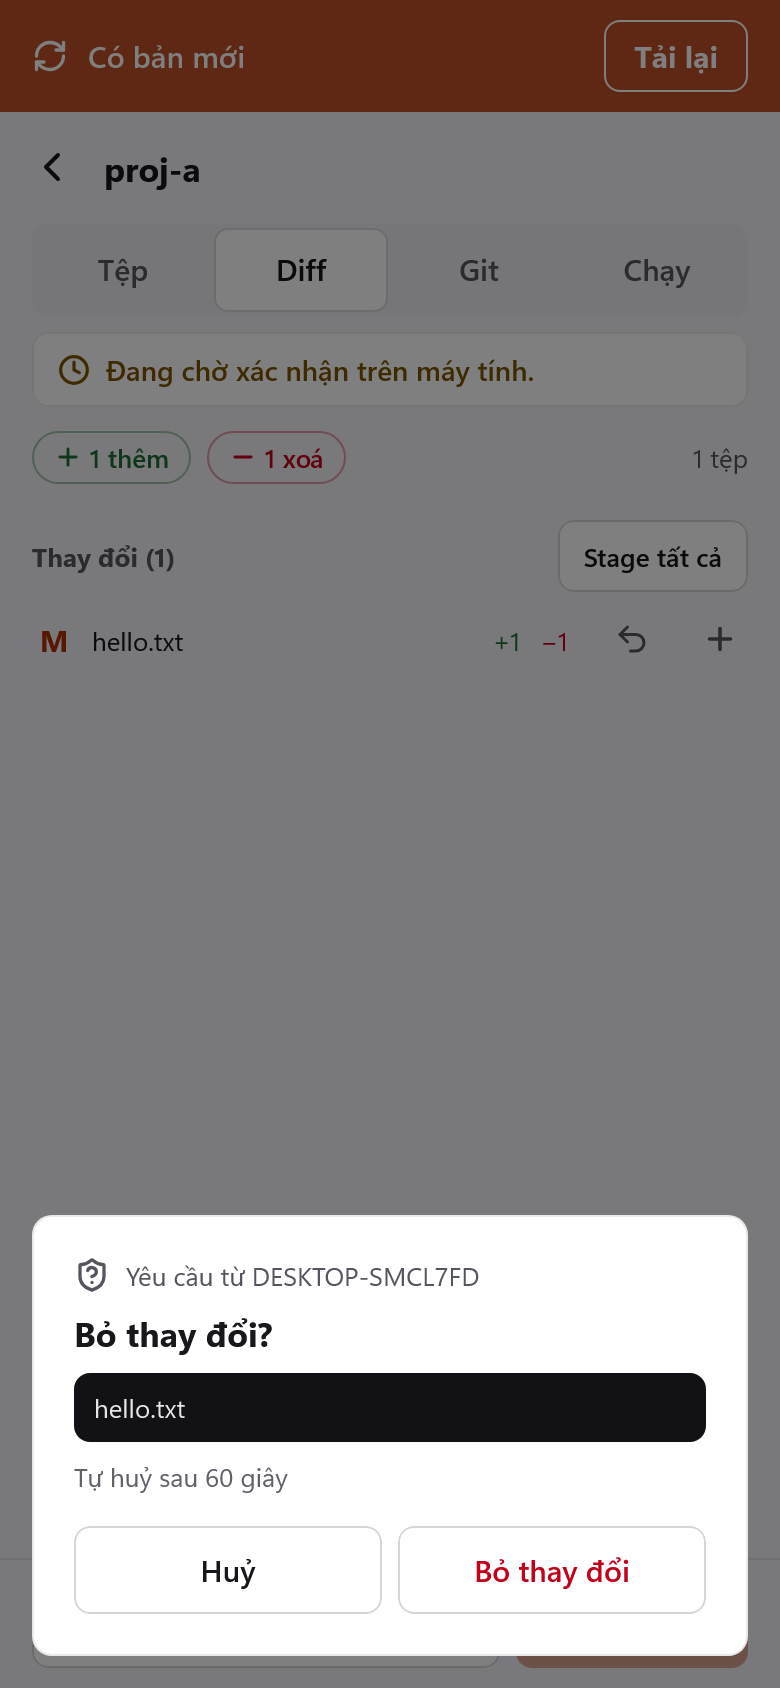 Có bản mới
Tải lại
proj-a
Tệp
Diff
Git
Chạy
Đang chờ xác nhận trên máy tính.
+ 1 thêm
− 1 xoá
1 tệp
Thay đổi (1)
Stage tất cả
M hello.txt +1 −1
Yêu cầu từ DESKTOP-SMCL7FD
Bỏ thay đổi?
hello.txt
Tự huỷ sau 60 giây
Huỷ
Bỏ thay đổi